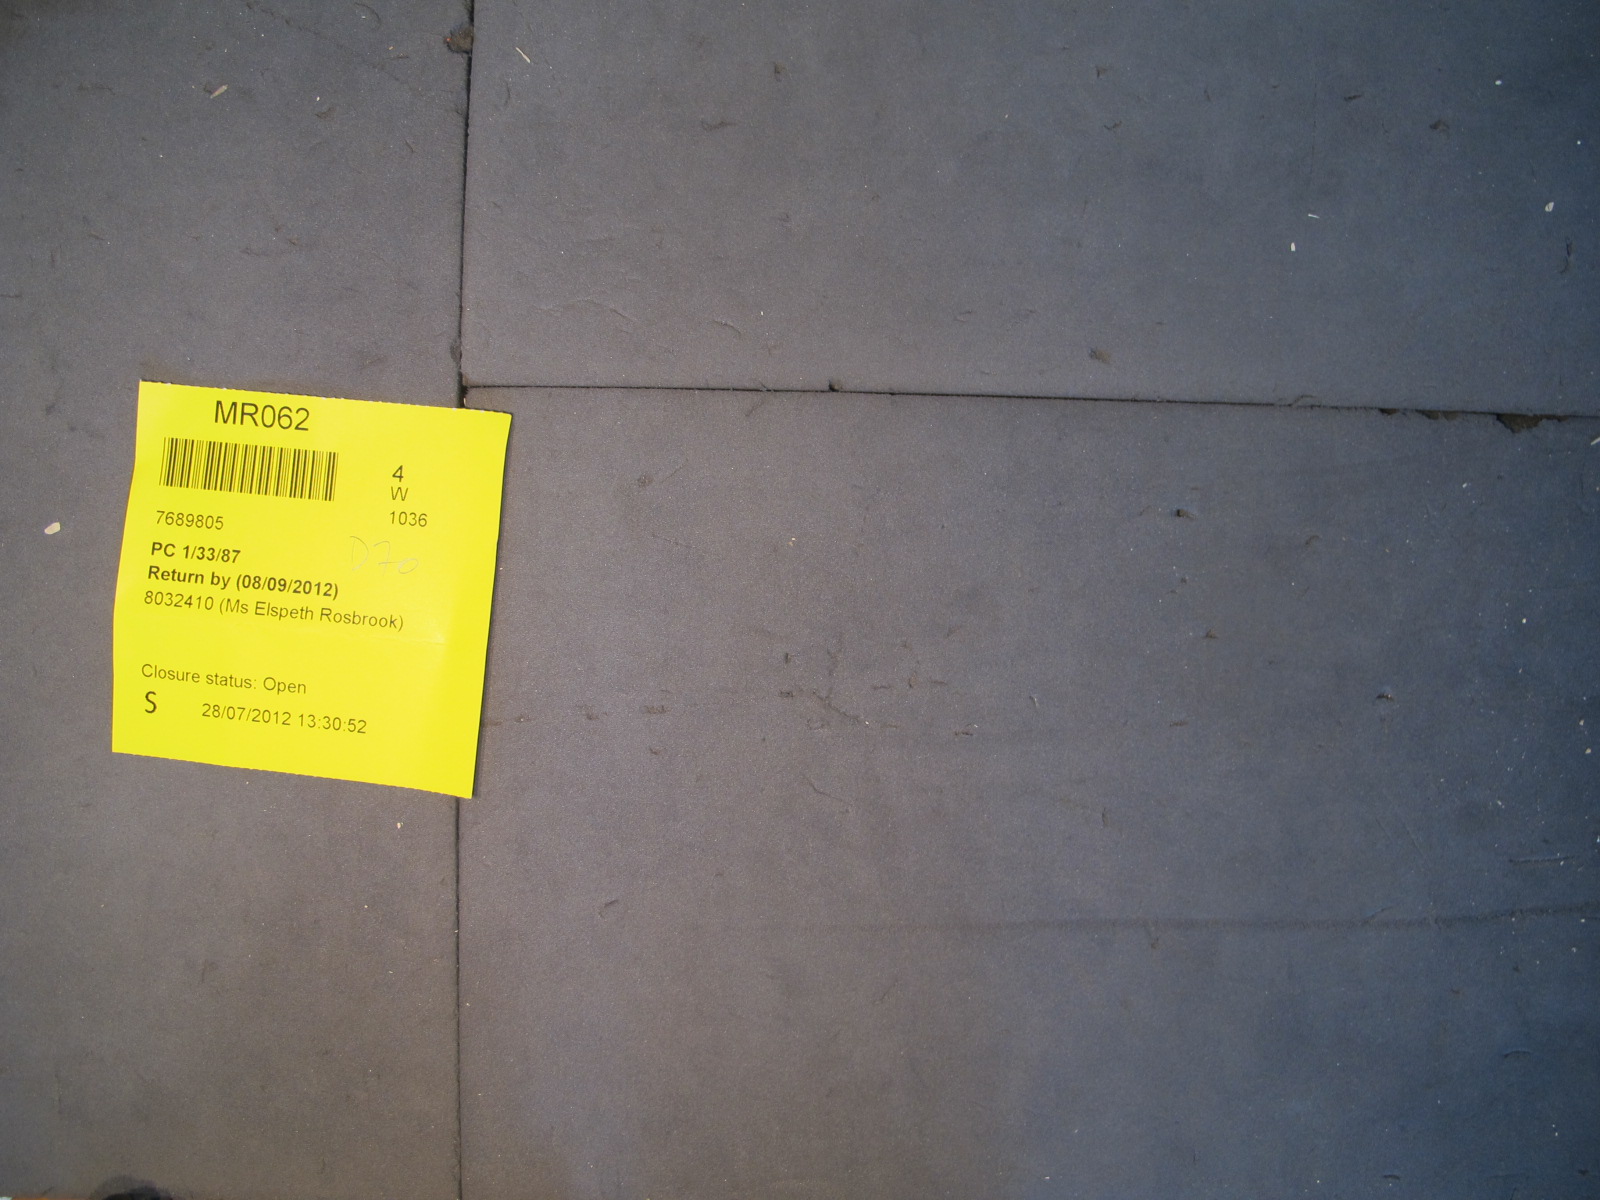 MR062
4
W
1036
7689805
D70
PC 1/33/87
Return by (08/09/2012)
8032410 (Ms Elspeth Rosbrook)
Closure status: Open
S 28/07/2012 13:30:52